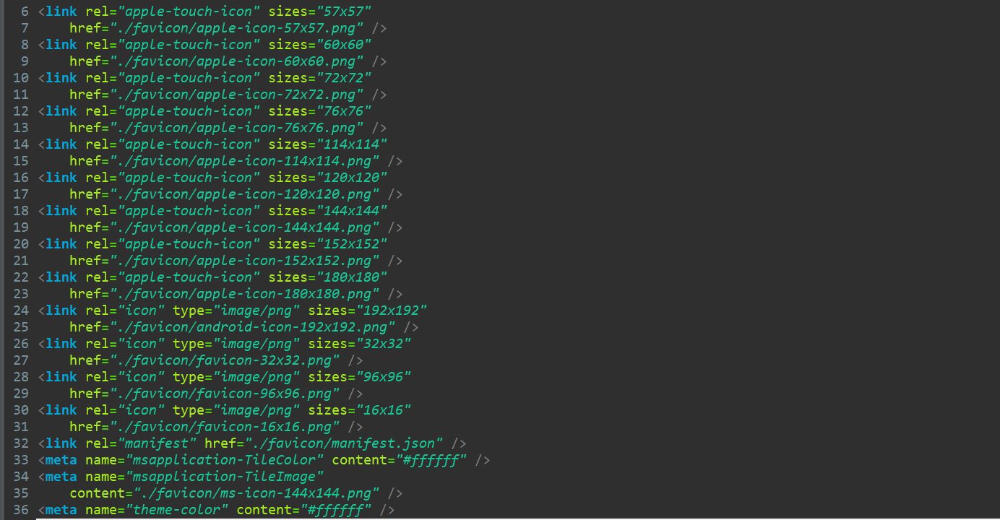 6 <link rel="apple-touch-icon" sizes="57x57"
7     href="./favicon/apple-icon-57x57.png" />
8 <link rel="apple-touch-icon" sizes="60x60"
9     href="./favicon/apple-icon-60x60.png" />
10 <link rel="apple-touch-icon" sizes="72x72"
11     href="./favicon/apple-icon-72x72.png" />
12 <link rel="apple-touch-icon" sizes="76x76"
13     href="./favicon/apple-icon-76x76.png" />
14 <link rel="apple-touch-icon" sizes="114x114"
15     href="./favicon/apple-icon-114x114.png" />
16 <link rel="apple-touch-icon" sizes="120x120"
17     href="./favicon/apple-icon-120x120.png" />
18 <link rel="apple-touch-icon" sizes="144x144"
19     href="./favicon/apple-icon-144x144.png" />
20 <link rel="apple-touch-icon" sizes="152x152"
21     href="./favicon/apple-icon-152x152.png" />
22 <link rel="apple-touch-icon" sizes="180x180"
23     href="./favicon/apple-icon-180x180.png" />
24 <link rel="icon" type="image/png" sizes="192x192"
25     href="./favicon/android-icon-192x192.png" />
26 <link rel="icon" type="image/png" sizes="32x32"
27     href="./favicon/favicon-32x32.png" />
28 <link rel="icon" type="image/png" sizes="96x96"
29     href="./favicon/favicon-96x96.png" />
30 <link rel="icon" type="image/png" sizes="16x16"
31     href="./favicon/favicon-16x16.png" />
32 <link rel="manifest" href="./favicon/manifest.json" />
33 <meta name="msapplication-TileColor" content="#ffffff" />
34 <meta name="msapplication-TileImage"
35     content="./favicon/ms-icon-144x144.png" />
36 <meta name="theme-color" content="#ffffff" />